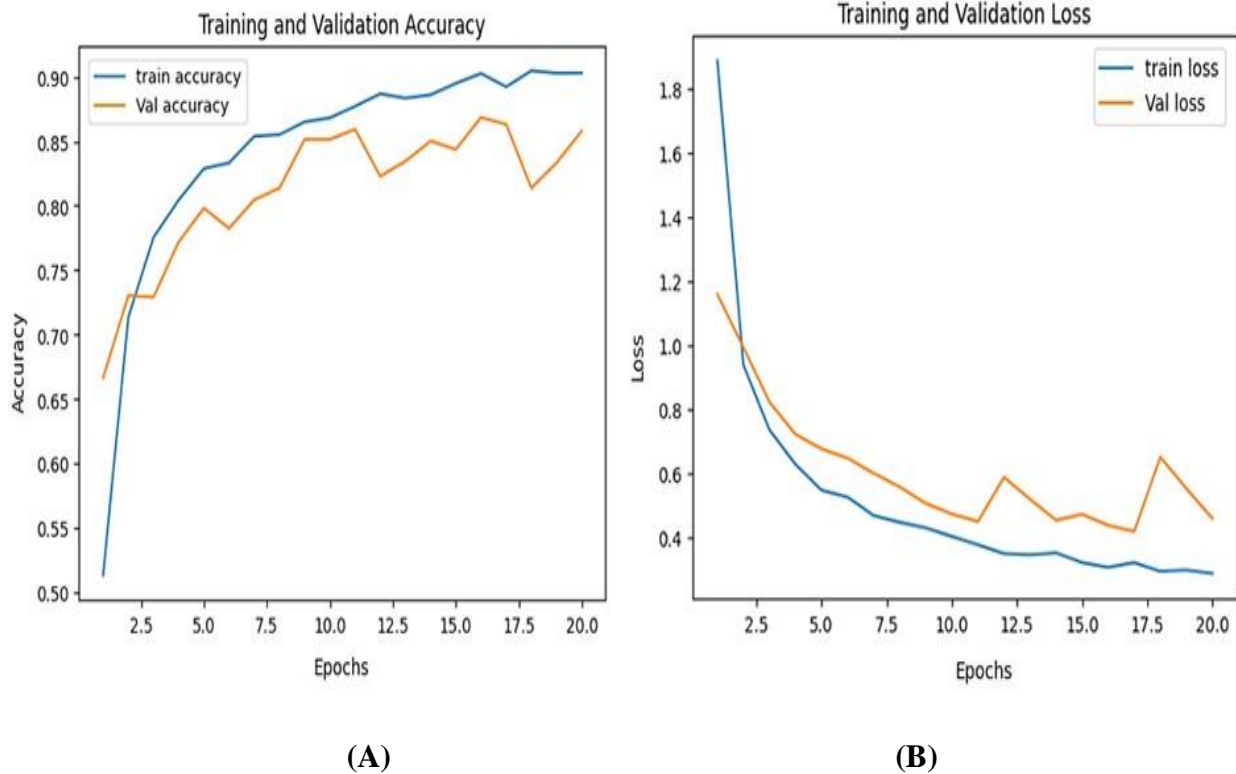 Training and Validation Accuracy
train accuracy
Val accuracy
0.90
0.85
0.80
0.75
0.70
0.65
0.60
0.55
0.50
Accuracy
2.5 5.0 7.5 10.0 12.5 15.0 17.5 20.0
Epochs
(A)
Training and Validation Loss
train loss
Val loss
1.8
1.6
1.4
1.2
1.0
0.8
0.6
0.4
Loss
2.5 5.0 7.5 10.0 12.5 15.0 17.5 20.0
Epochs
(B)